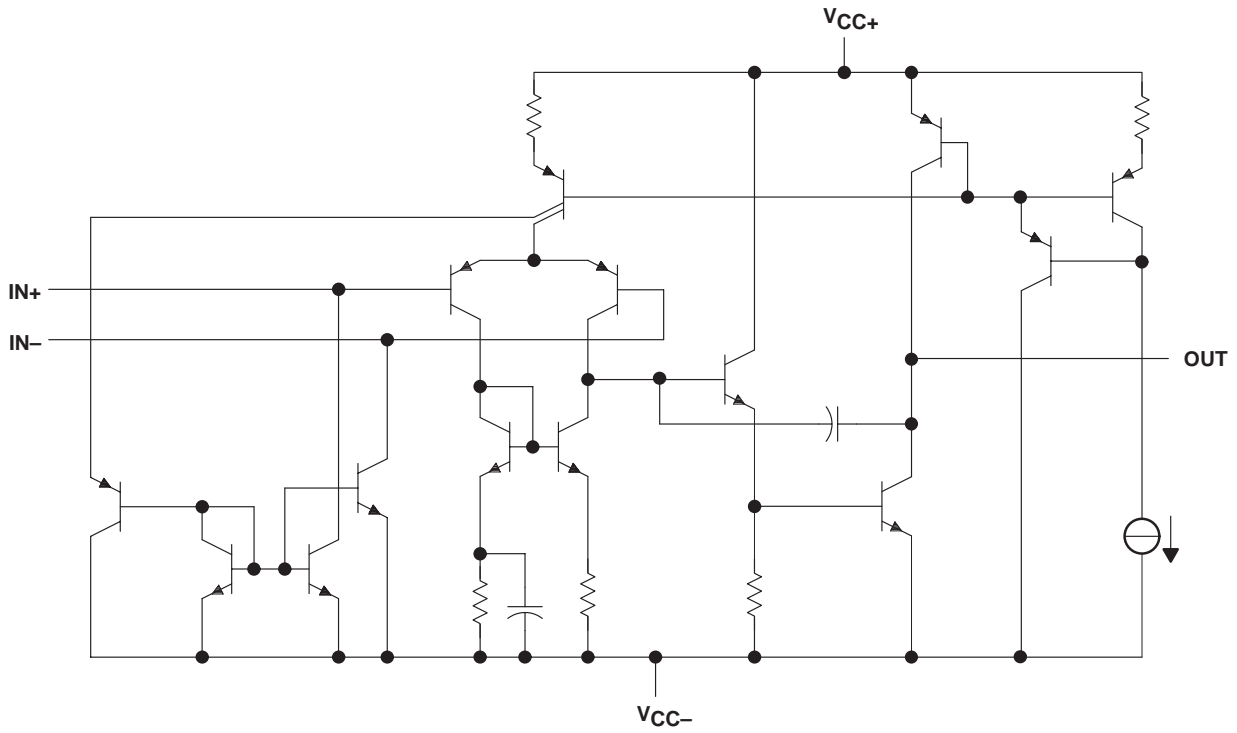 VCC+
IN+
IN–
OUT
VCC–